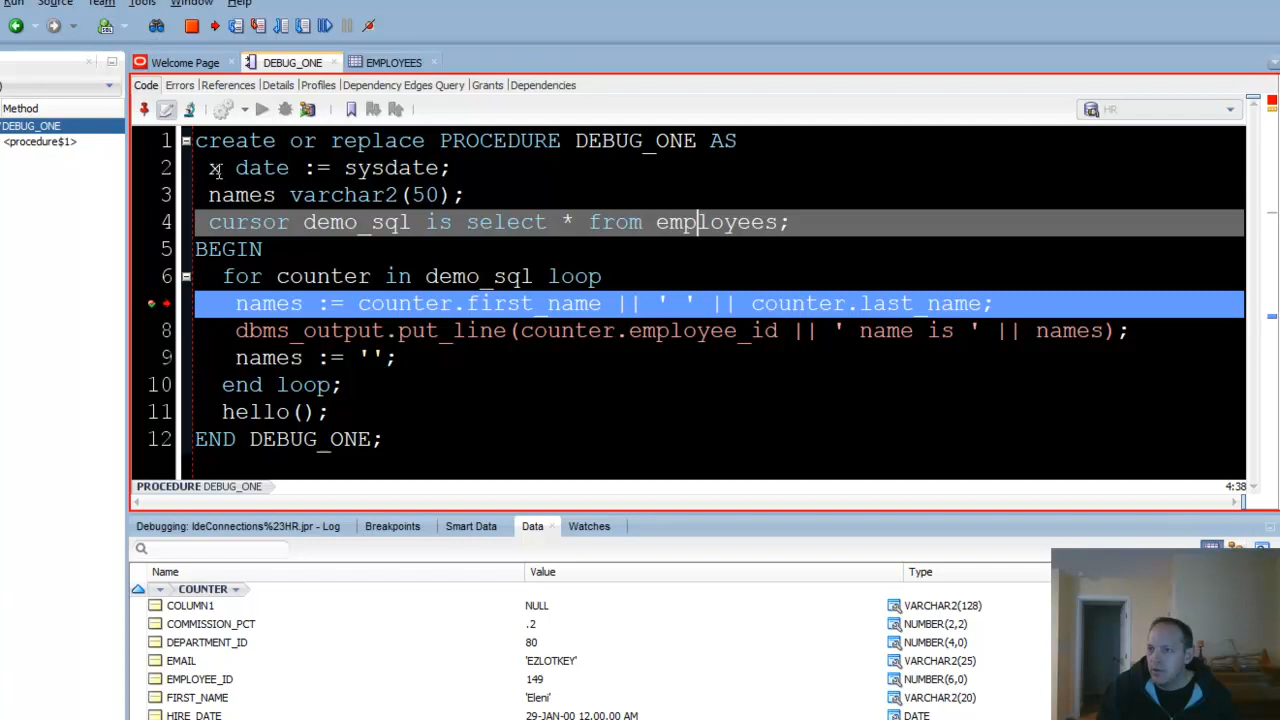 Run Source Team Tools Window Help
Welcome Page DEBUG_ONE EMPLOYEES
Code Errors References Details Profiles Dependency Edges Query Grants Dependencies
Method
DEBUG_ONE
<procedure$1>
HR
1 create or replace PROCEDURE DEBUG_ONE AS
2 x date := sysdate;
3 names varchar2(50);
4 cursor demo_sql is select * from employees;
5 BEGIN
6 for counter in demo_sql loop
names := counter.first_name || ' ' || counter.last_name;
8 dbms_output.put_line(counter.employee_id || ' name is ' || names);
9 names := '';
10 end loop;
11 hello();
12 END DEBUG_ONE;
PROCEDURE DEBUG_ONE 4:38
Debugging: IdeConnections%23HR.jpr - Log Breakpoints Smart Data Data Watches
Name Value Type
COUNTER
COLUMN1 NULL VARCHAR2(128)
COMMISSION_PCT .2 NUMBER(2,2)
DEPARTMENT_ID 80 NUMBER(4,0)
EMAIL 'EZLOTKEY' VARCHAR2(25)
EMPLOYEE_ID 149 NUMBER(6,0)
FIRST_NAME 'Eleni' VARCHAR2(20)
HIRE_DATE 29-JAN-00 12.00.00 AM DATE